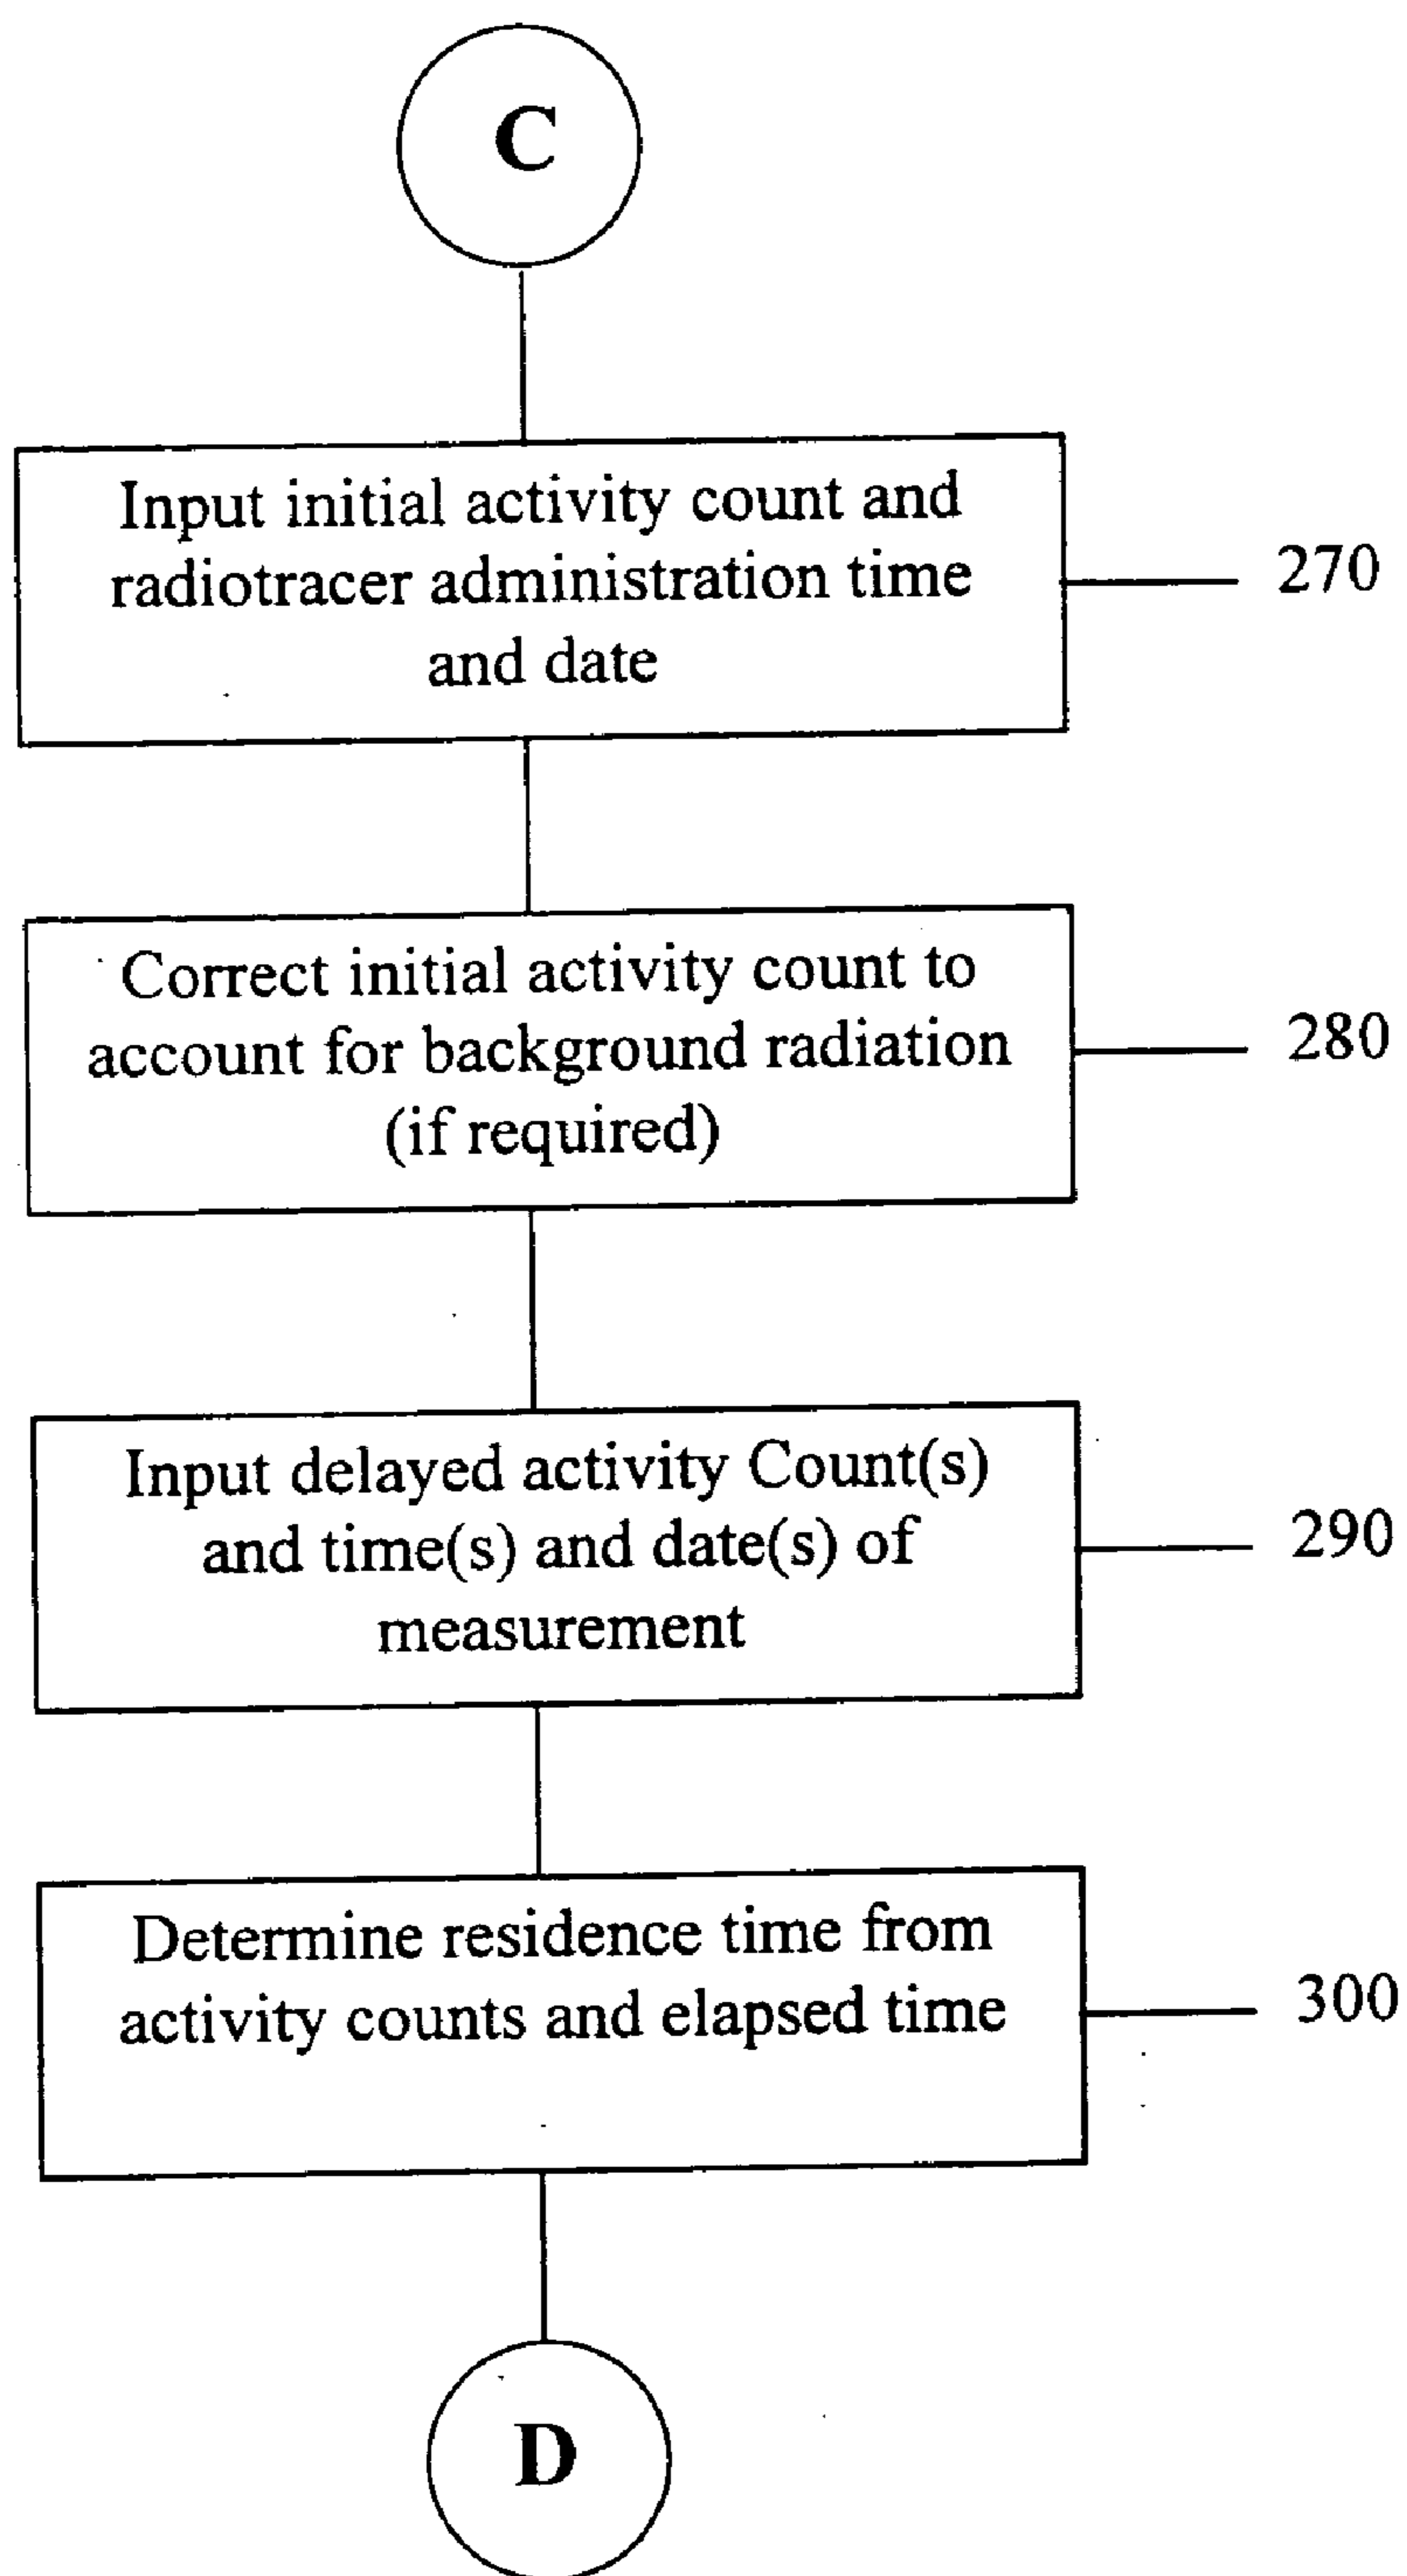 C
Input initial activity count and
radiotracer administration time
and date
270
Correct initial activity count to
account for background radiation
(if required)
280
Input delayed activity Count(s)
and time(s) and date(s) of
measurement
290
Determine residence time from
activity counts and elapsed time
300
D